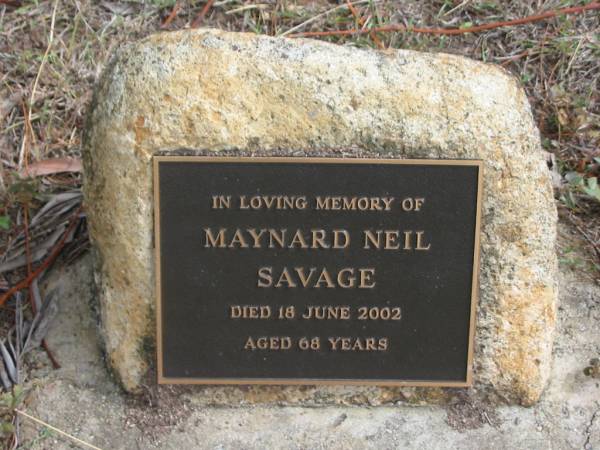 IN LOVING MEMORY OF
MAYNARD NEIL
SAVAGE
DIED 18 JUNE 2002
AGED 68 YEARS